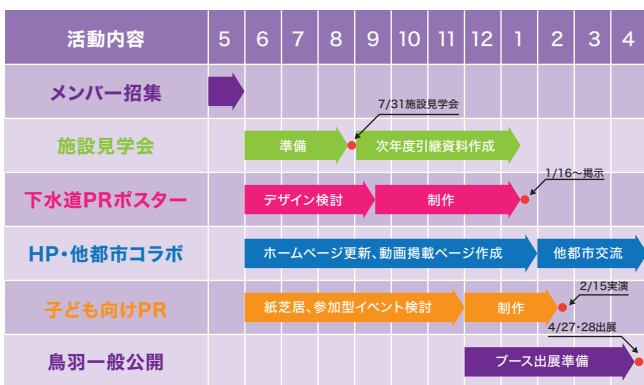 活動内容 5 6 7 8 9 10 11 12 1 2 3 4
メンバー招集
7/31施設見学会
施設見学会 準備 次年度引継資料作成
1/16〜掲示
下水道PRポスター デザイン検討 制作
HP・他都市コラボ ホームページ更新、動画掲載ページ作成 他都市交流
2/15実演
子ども向けPR 紙芝居、参加型イベント検討 制作
4/27・28出展
鳥羽一般公開 ブース出展準備